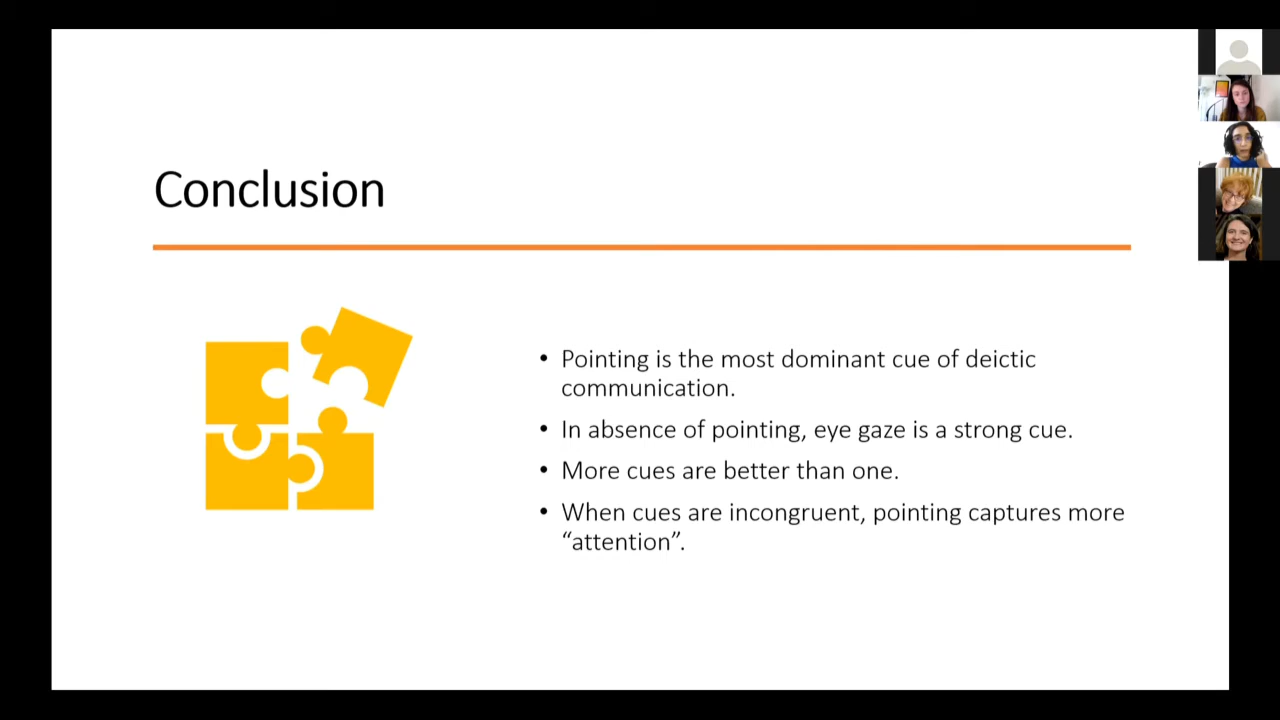 Conclusion
• Pointing is the most dominant cue of deictic
communication.
• In absence of pointing, eye gaze is a strong cue.
• More cues are better than one.
• When cues are incongruent, pointing captures more
“attention”.